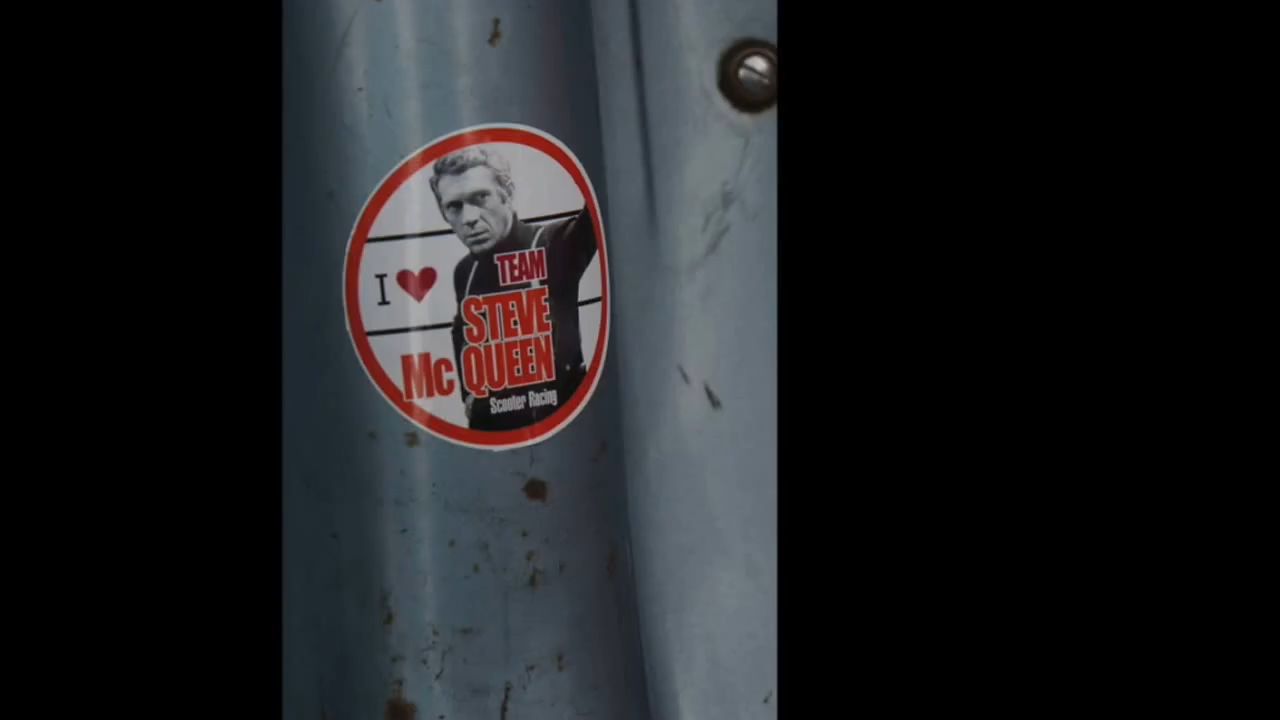 I ❤
TEAM
STEVE
Mc QUEEN
Scooter Racing